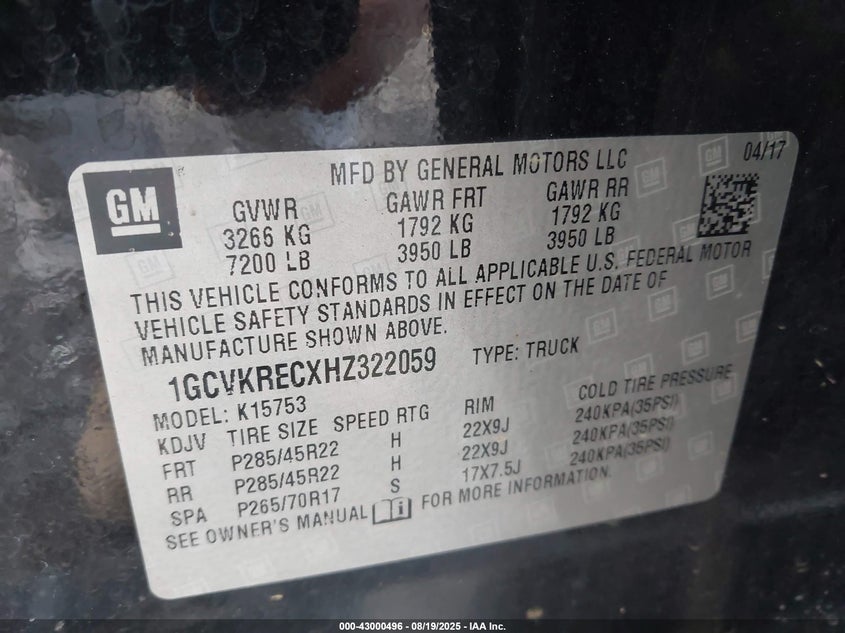 GM
MFD BY GENERAL MOTORS LLC 04/17
GVWR GAWR FRT GAWR RR
3266 KG 1792 KG 1792 KG
7200 LB 3950 LB 3950 LB
THIS VEHICLE CONFORMS TO ALL APPLICABLE U.S. FEDERAL MOTOR
VEHICLE SAFETY STANDARDS IN EFFECT ON THE DATE OF
MANUFACTURE SHOWN ABOVE.
1GCVKRECXHZ322059 TYPE: TRUCK
MODEL: K15753
KDJV TIRE SIZE SPEED RTG RIM COLD TIRE PRESSURE
FRT P285/45R22 H 22X9J 240KPA(35PSI)
RR P285/45R22 H 22X9J 240KPA(35PSI)
SPA P265/70R17 S 17X7.5J 240KPA(35PSI)
SEE OWNER'S MANUAL i FOR MORE INFORMATION.
000-43000496 - 08/19/2025 - IAA Inc.